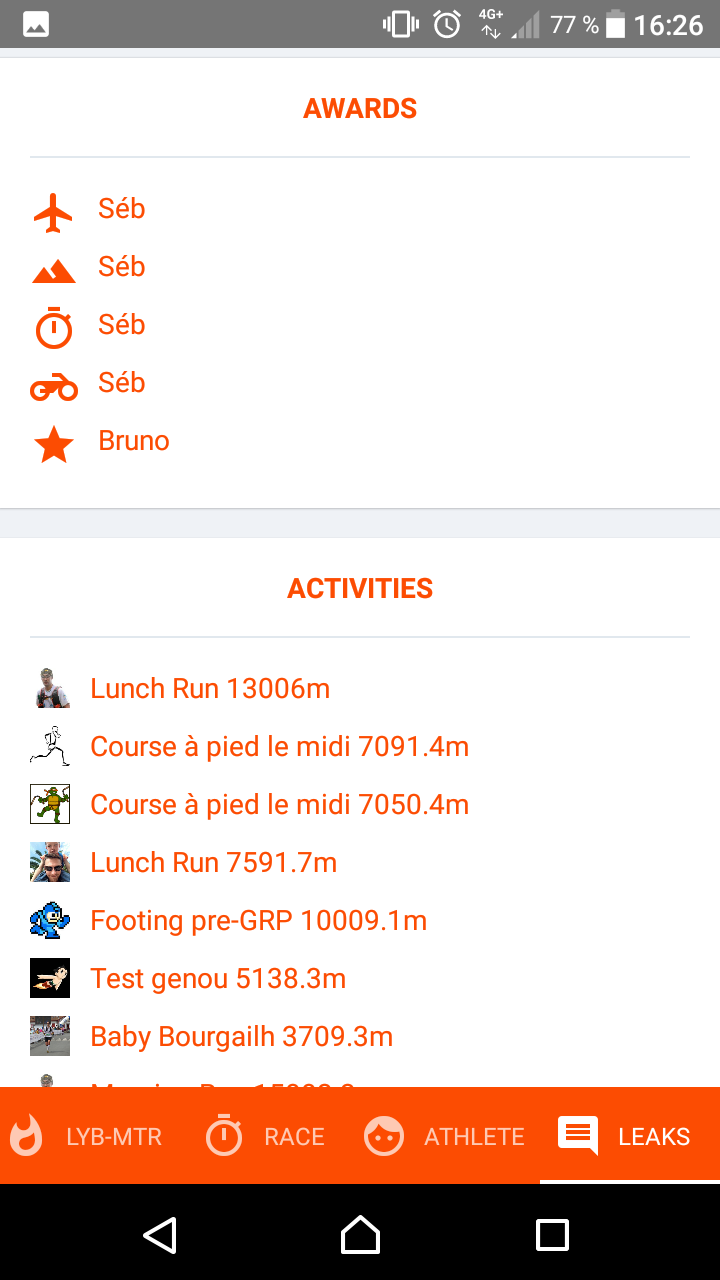 4G+ 77 % 16:26
AWARDS
Séb
Séb
Séb
Séb
Bruno
ACTIVITIES
Lunch Run 13006m
Course à pied le midi 7091.4m
Course à pied le midi 7050.4m
Lunch Run 7591.7m
Footing pre-GRP 10009.1m
Test genou 5138.3m
Baby Bourgailh 3709.3m
LYB-MTR RACE ATHLETE LEAKS